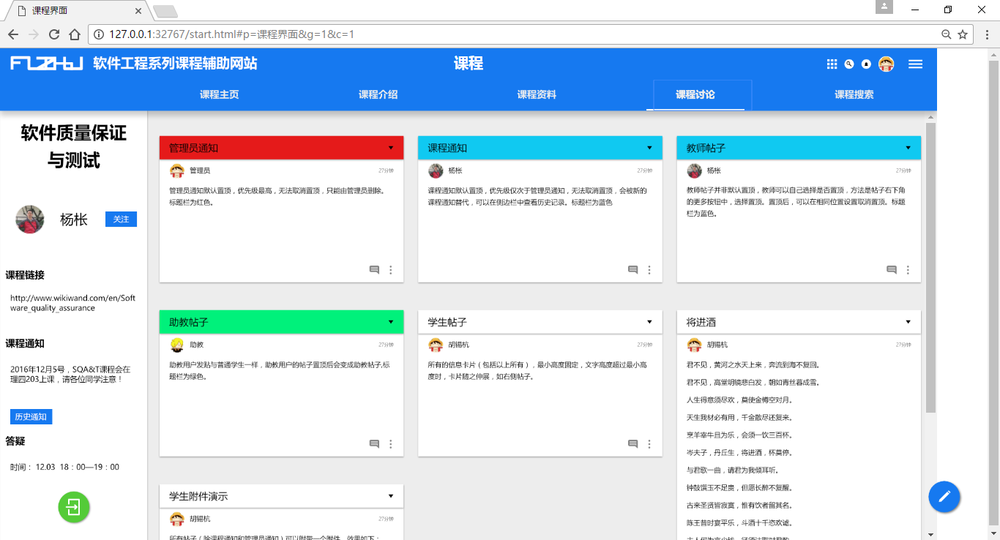 课程界面
127.0.0.1:32767/start.html#p=课程界面&g=1&c=1
软件工程系列课程辅助网站
课程
课程主页
课程介绍
课程资料
课程讨论
课程搜索
软件质量保证
与测试
杨枨
关注
课程链接
http://www.wikiwand.com/en/Soft
ware_quality_assurance
课程通知
2016年12月5号，SQA&T课程会在
理四203上课，请各位同学注意！
历史通知
答疑
时间： 12.03 18：00—19：00
管理员通知
管理员
27分钟
管理员通知默认置顶，优先级最高，无法取消置顶，只能由管理员删除。
标题栏为红色。
课程通知
杨枨
27分钟
课程通知默认置顶，优先级仅次于管理员通知，无法取消置顶，会被新的
课程通知替代，可以在侧边栏中查看历史记录。标题栏为蓝色
教师帖子
杨枨
27分钟
教师帖子并非默认置顶，教师可以自己选择是否置顶，方法是帖子右下角
的更多按钮中，选择置顶。置顶后，可以在相同位置设置取消置顶。标题
栏为蓝色。
助教帖子
助教
27分钟
助教用户发贴与普通学生一样，助教用户的帖子置顶后会变成助教帖子,标
题栏为绿色。
学生帖子
胡锡杭
27分钟
所有的信息卡片（包括以上所有），最小高度固定，文字高度超过最小高
度时，卡片随之伸展，如右侧帖子。
将进酒
胡锡杭
27分钟
君不见，黄河之水天上来，奔流到海不复回。
君不见，高堂明镜悲白发，朝如青丝暮成雪。
人生得意须尽欢，莫使金樽空对月。
天生我材必有用，千金散尽还复来。
烹羊宰牛且为乐，会须一饮三百杯。
岑夫子，丹丘生，将进酒，杯莫停。
与君歌一曲，请君为我倾耳听。
钟鼓馔玉不足贵，但愿长醉不复醒。
古来圣贤皆寂寞，惟有饮者留其名。
陈王昔时宴平乐，斗酒十千恣欢谑。
学生附件演示
胡锡杭
27分钟
所有帖子（除课程通知和管理员通知）可以附带一个附件，效果如下：